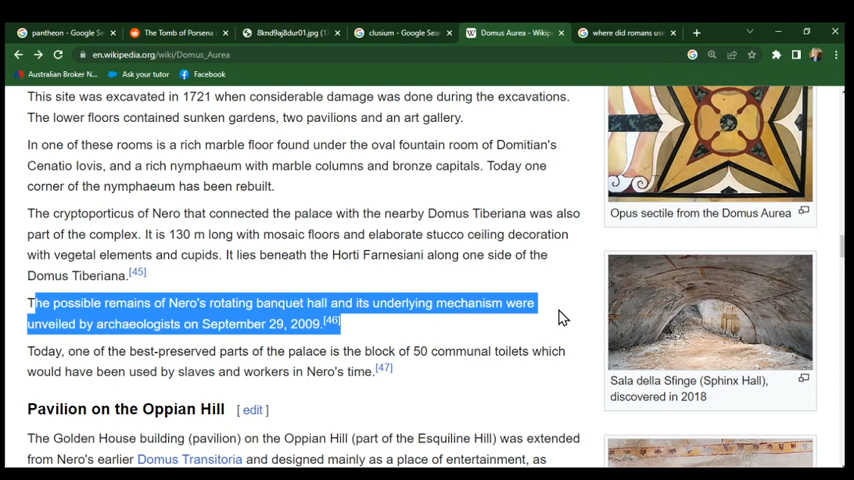 pantheon - Google Se
The Tomb of Porsena
8knd9aj8dur01.jpg (1
clusium - Google Sear
Domus Aurea - Wikip
where did romans us
en.wikipedia.org/wiki/Domus_Aurea
Australian Broker N...
Ask your tutor
Facebook
This site was excavated in 1721 when considerable damage was done during the excavations.
The lower floors contained sunken gardens, two pavilions and an art gallery.
In one of these rooms is a rich marble floor found under the oval fountain room of Domitian's
Cenatio Iovis, and a rich nymphaeum with marble columns and bronze capitals. Today one
corner of the nymphaeum has been rebuilt.
The cryptoporticus of Nero that connected the palace with the nearby Domus Tiberiana was also
part of the complex. It is 130 m long with mosaic floors and elaborate stucco ceiling decoration
with vegetal elements and cupids. It lies beneath the Horti Farnesiani along one side of the
Domus Tiberiana.[45]
The possible remains of Nero's rotating banquet hall and its underlying mechanism were
unveiled by archaeologists on September 29, 2009.[46]
Today, one of the best-preserved parts of the palace is the block of 50 communal toilets which
would have been used by slaves and workers in Nero's time.[47]
Pavilion on the Oppian Hill [ edit ]
The Golden House building (pavilion) on the Oppian Hill (part of the Esquiline Hill) was extended
from Nero's earlier Domus Transitoria and designed mainly as a place of entertainment, as
Opus sectile from the Domus Aurea
Sala della Sfinge (Sphinx Hall),
discovered in 2018